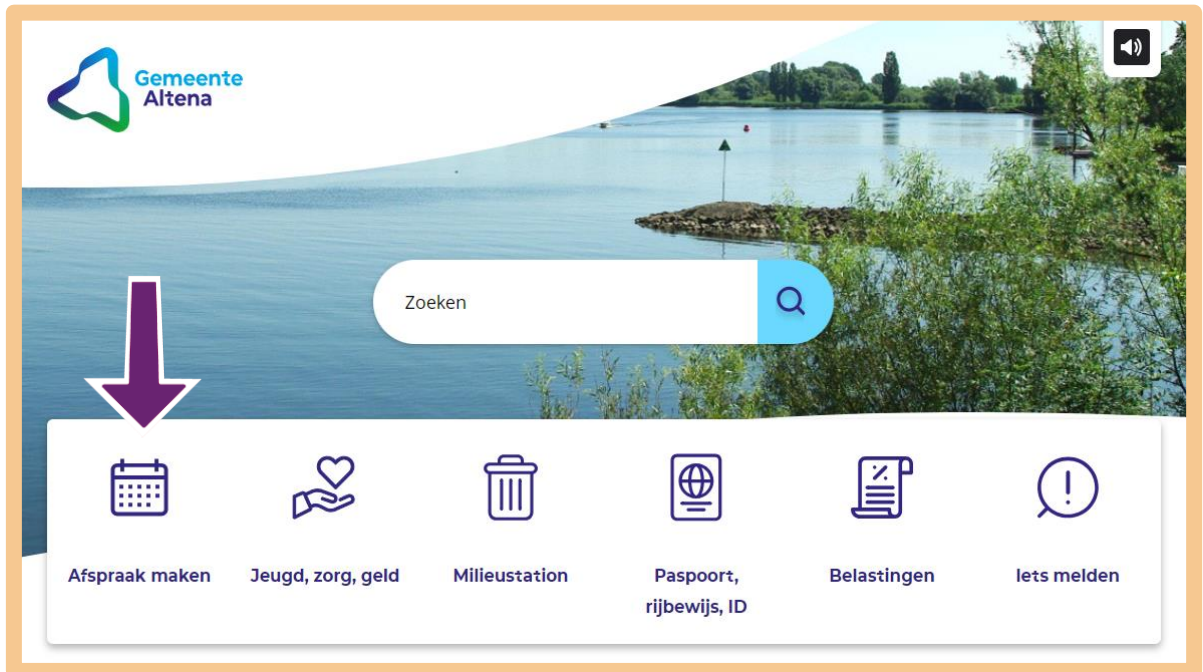 Gemeente
Altena
Zoeken
Afspraak maken
Jeugd, zorg, geld
Milieustation
Paspoort,
rijbewijs, ID
Belastingen
Iets melden